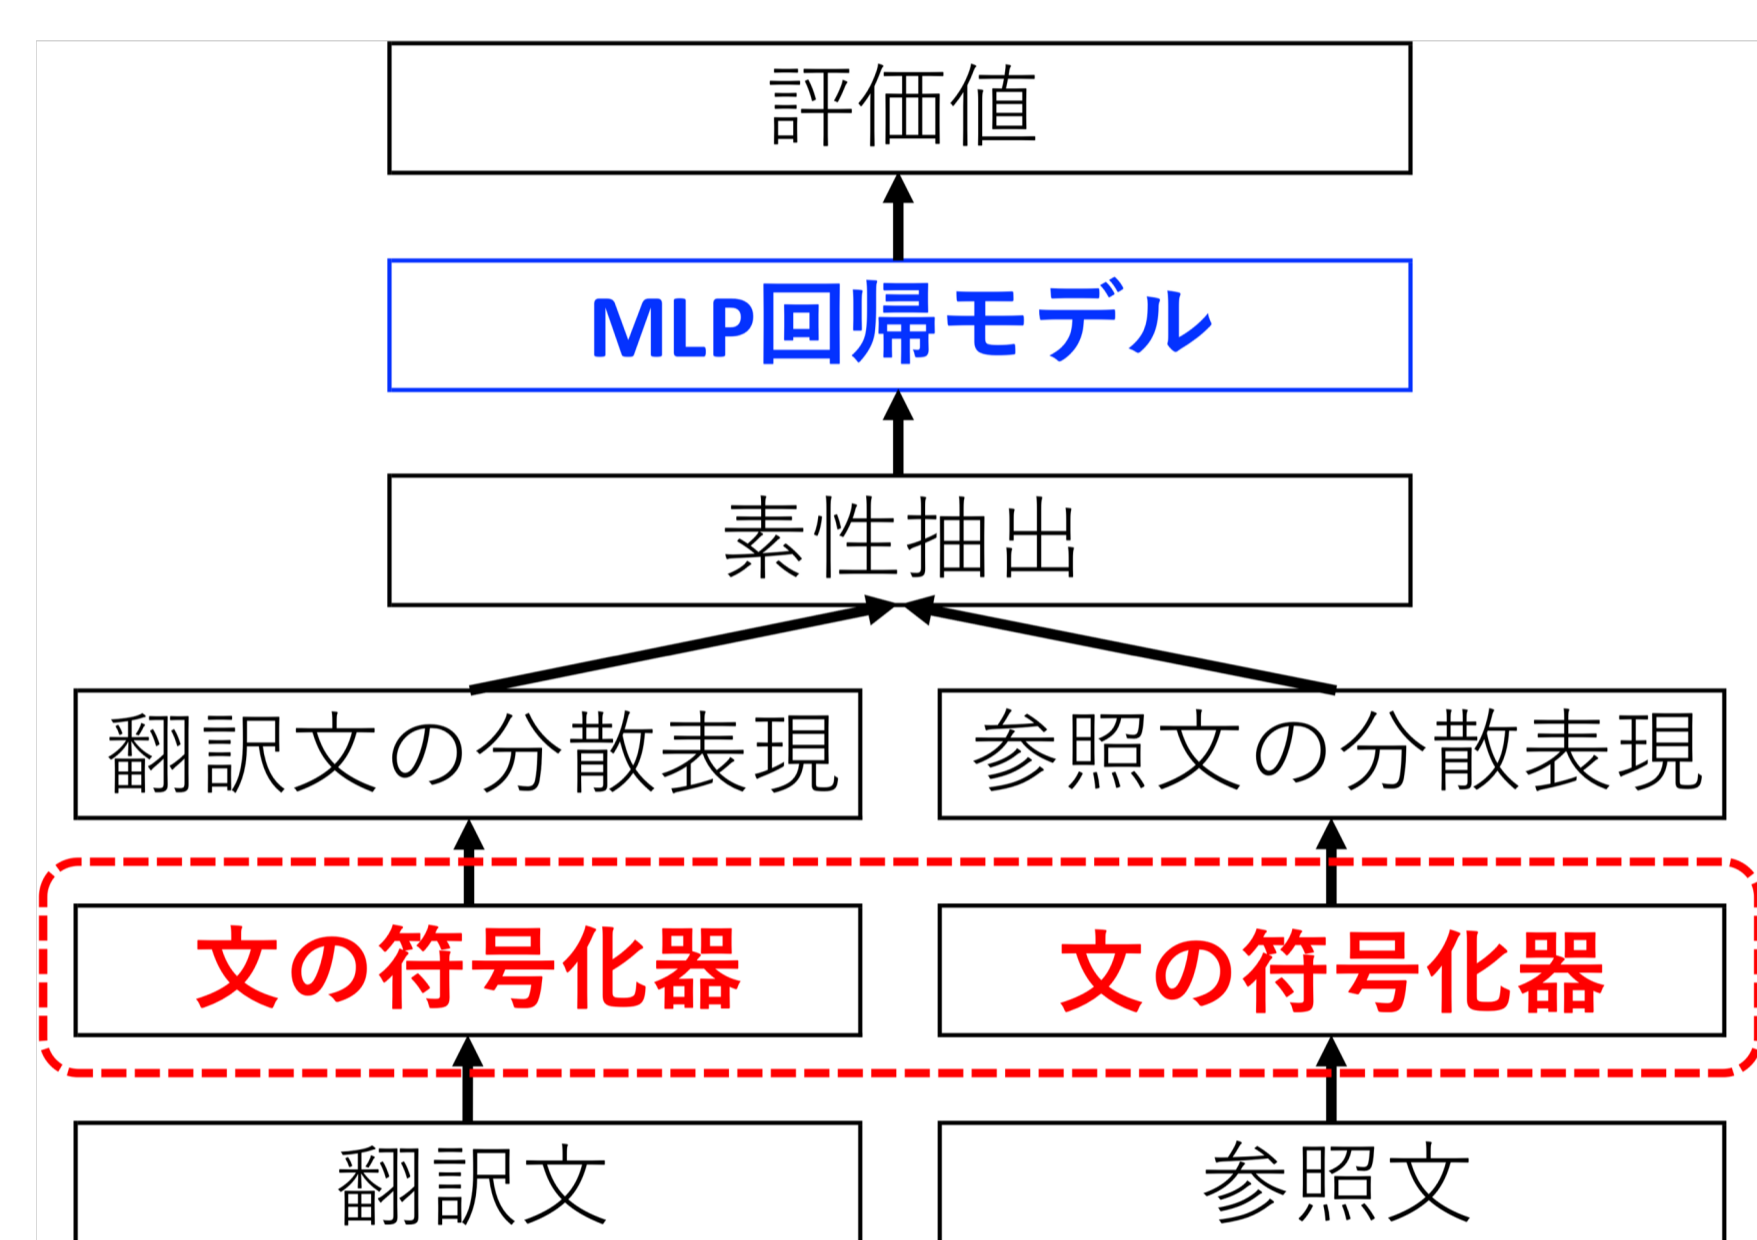 評価値
MLP回帰モデル
素性抽出
翻訳文の分散表現
参照文の分散表現
文の符号化器
文の符号化器
翻訳文
参照文